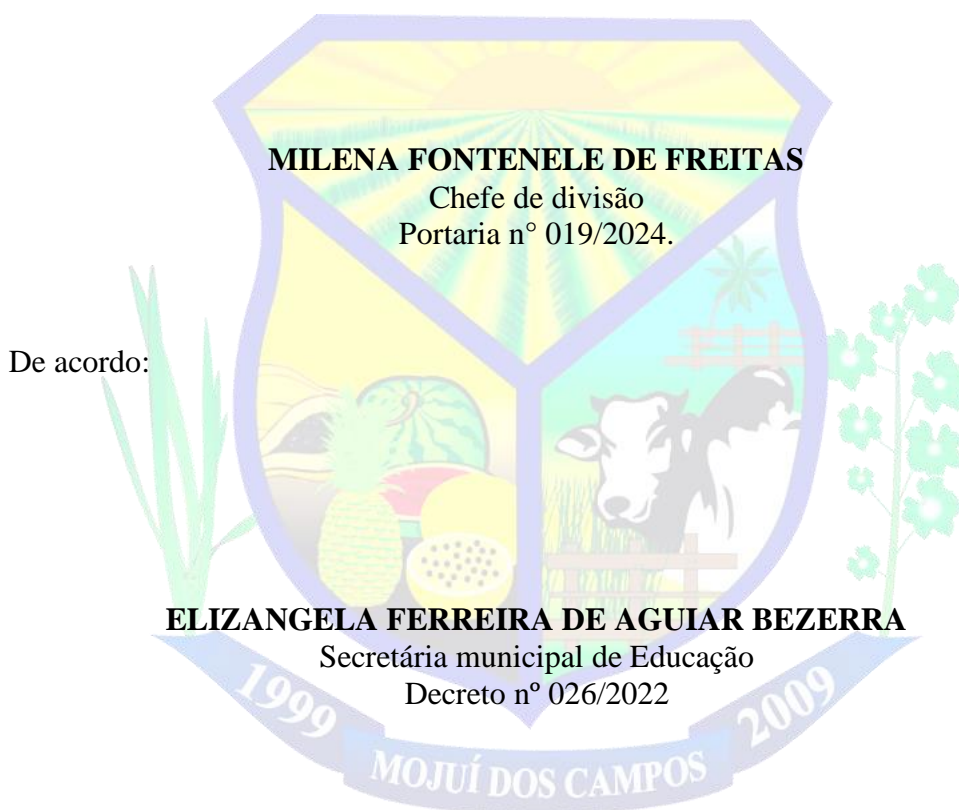 MILENA FONTENELE DE FREITAS
Chefe de divisão
Portaria n° 019/2024.
De acordo:
ELIZANGELA FERREIRA DE AGUIAR BEZERRA
Secretária municipal de Educação
Decreto nº 026/2022
1999
MOJUÍ DOS CAMPOS
2009